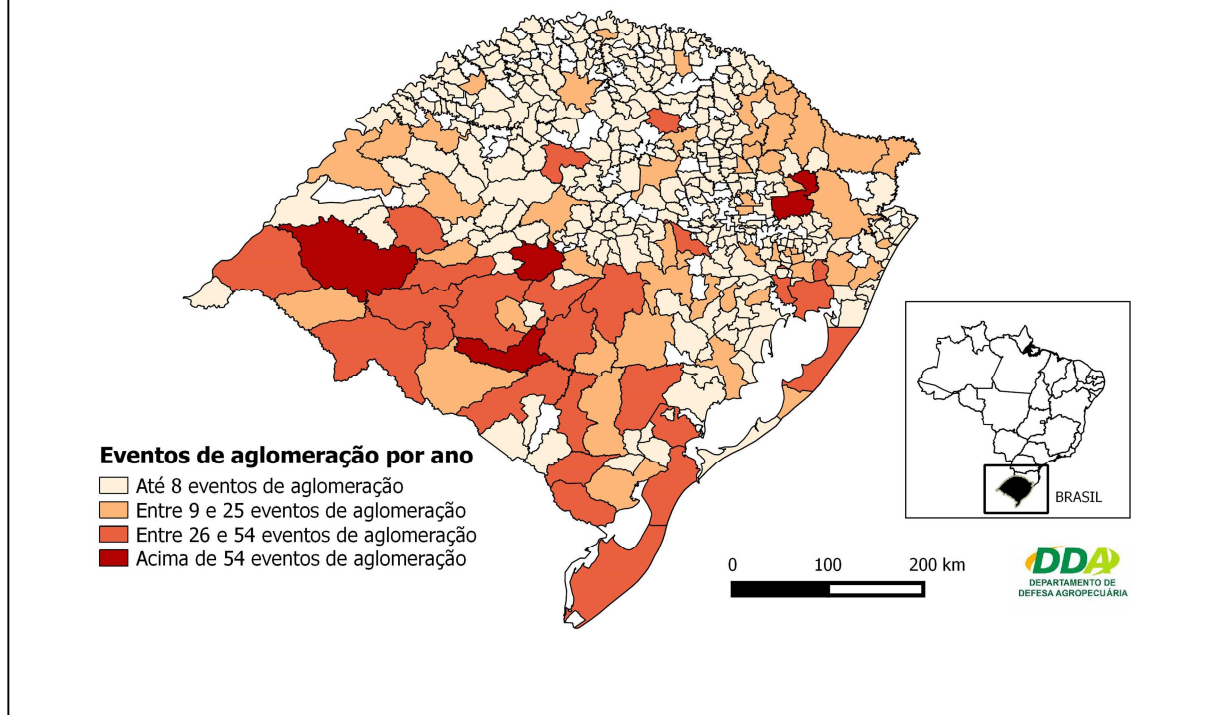 Eventos de aglomeração por ano
Até 8 eventos de aglomeração
Entre 9 e 25 eventos de aglomeração
Entre 26 e 54 eventos de aglomeração
Acima de 54 eventos de aglomeração
BRASIL
0 100 200 km
DDA
DEPARTAMENTO DE
DEFESA AGROPECUÁRIA